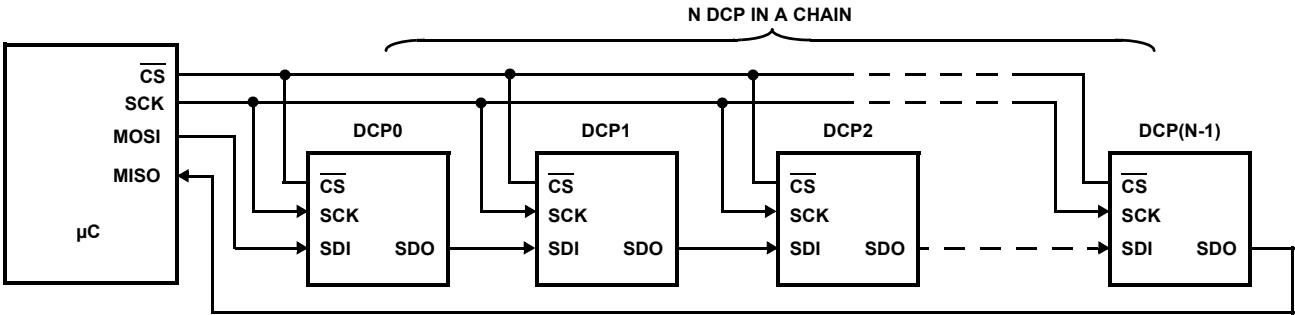 N DCP IN A CHAIN
CS
SCK
MOSI
MISO
µC
DCP0
CS
SCK
SDI SDO
DCP1
CS
SCK
SDI SDO
DCP2
CS
SCK
SDI SDO
DCP(N-1)
CS
SCK
SDI SDO